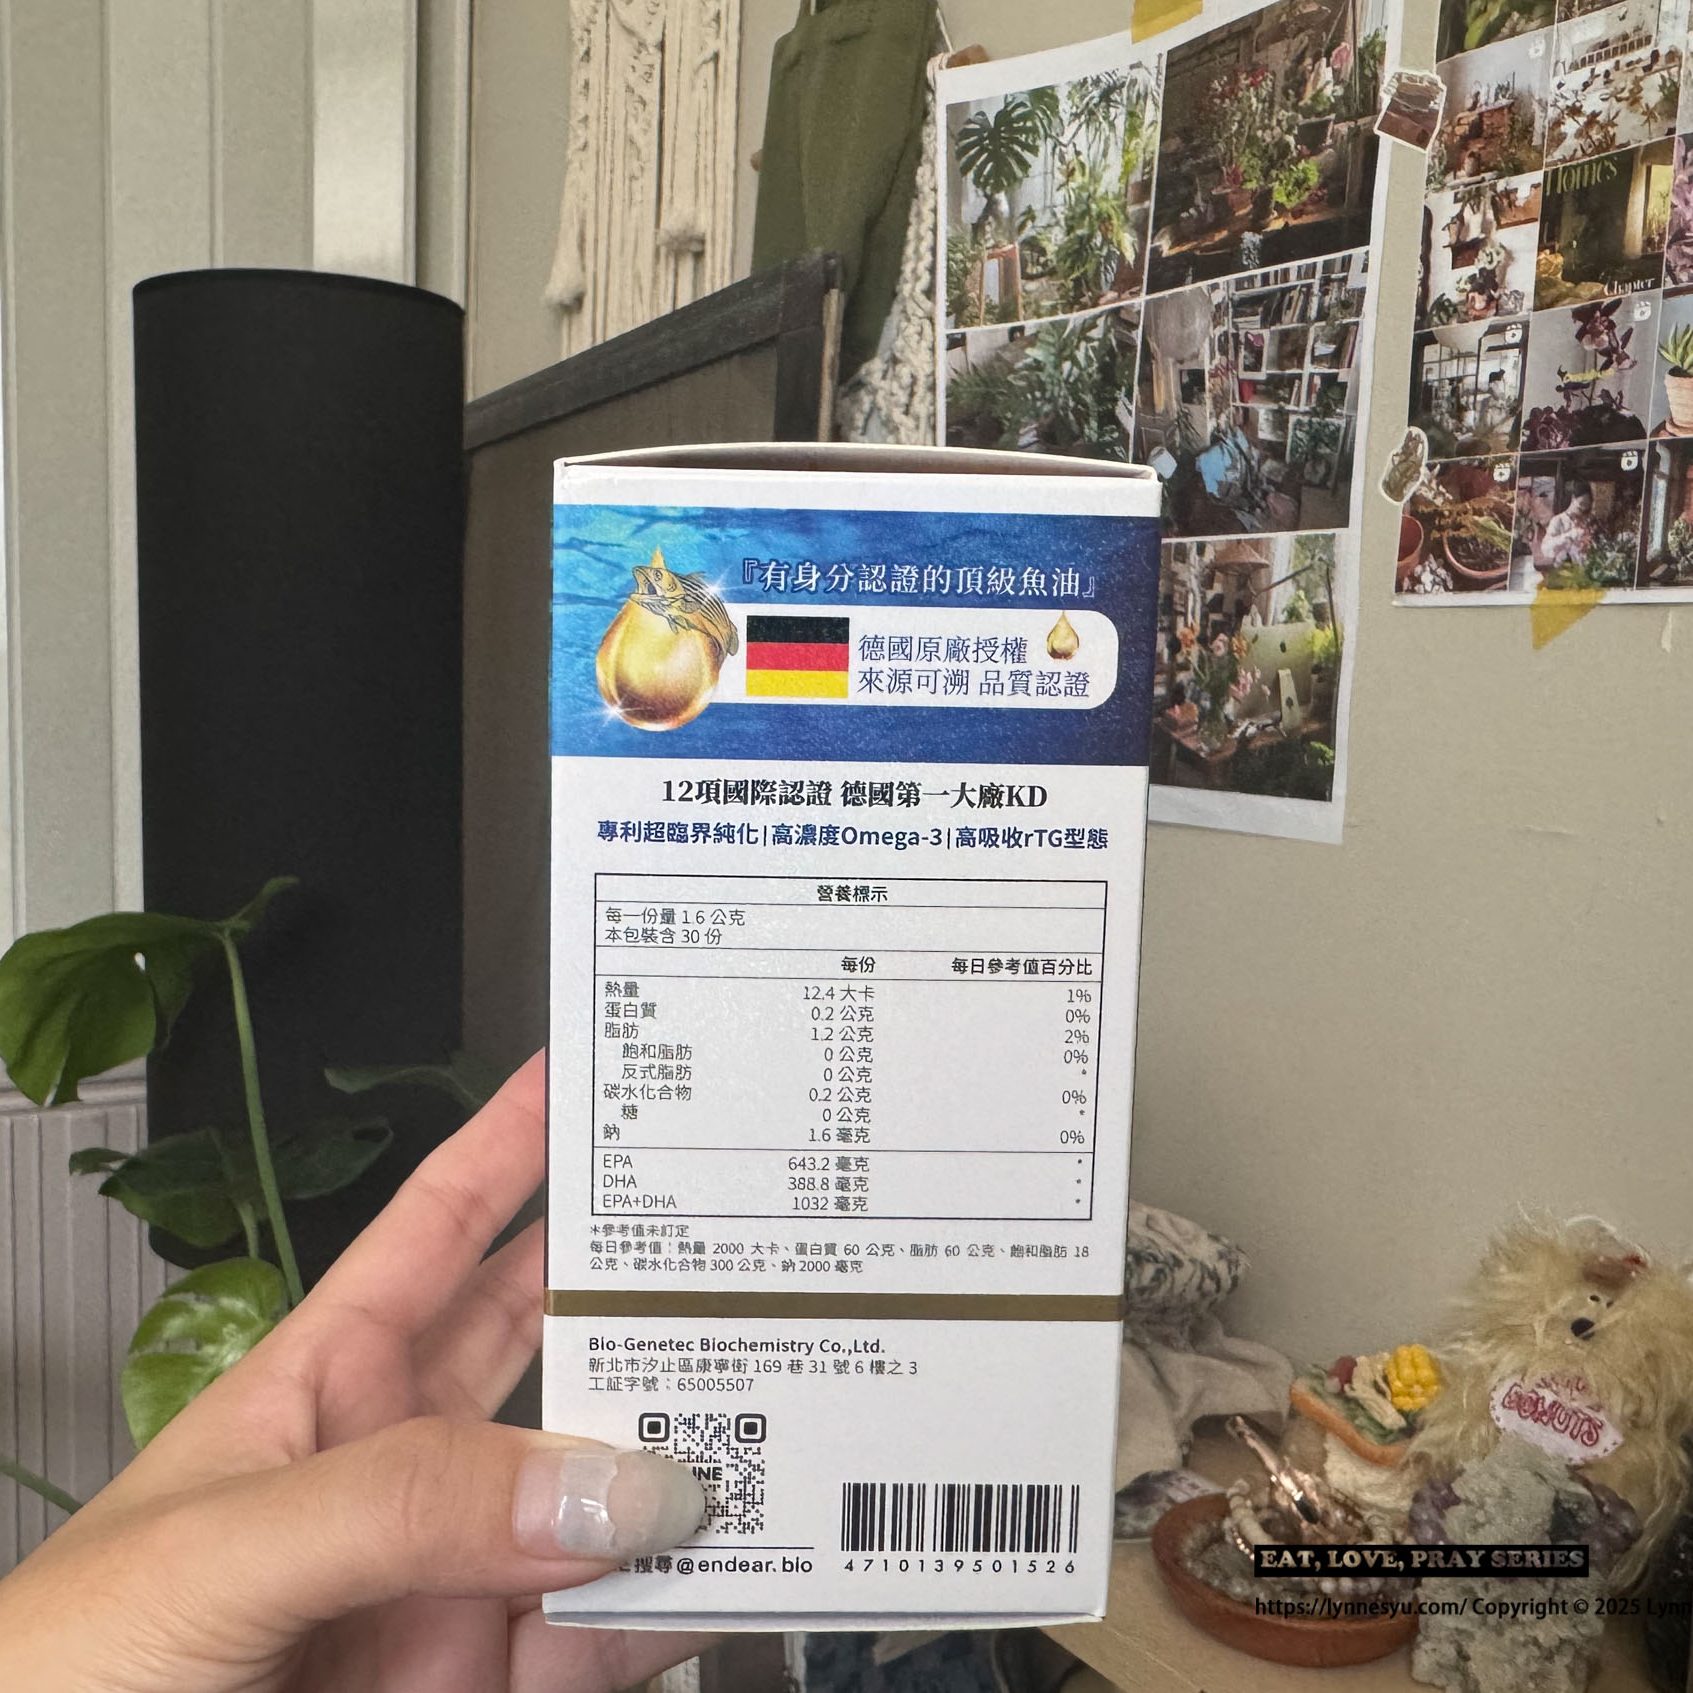 Homes
Chapter
『有身分認證的頂級魚油』
德國原廠授權
來源可溯 品質認證
12項國際認證 德國第一大廠KD
專利超臨界純化|高濃度Omega-3|高吸收rTG型態
營養標示
每一份量 1.6 公克
本包裝含 30 份
每份 每日參考值百分比
熱量 12.4 大卡 1%
蛋白質 0.2 公克 0%
脂肪 1.2 公克 2%
飽和脂肪 0 公克 0%
反式脂肪 0 公克 *
碳水化合物 0.2 公克 0%
糖 0 公克 *
鈉 1.6 毫克 0%
EPA 643.2 毫克 *
DHA 388.8 毫克 *
EPA+DHA 1032 毫克 *
*參考值未訂定
每日參考值：熱量 2000 大卡、蛋白質 60 公克、脂肪 60 公克、飽和脂肪 18
公克、碳水化合物 300 公克、鈉 2000 毫克
Bio-Genetec Biochemistry Co.,Ltd.
新北市汐止區康寧街 169 巷 31 號 6 樓之 3
工証字號：65005507
搜尋@endear.bio
4710139501526
DONUTS
EAT, LOVE, PRAY SERIES
https://lynnesyu.com/ Copyright © 2025 Lynn